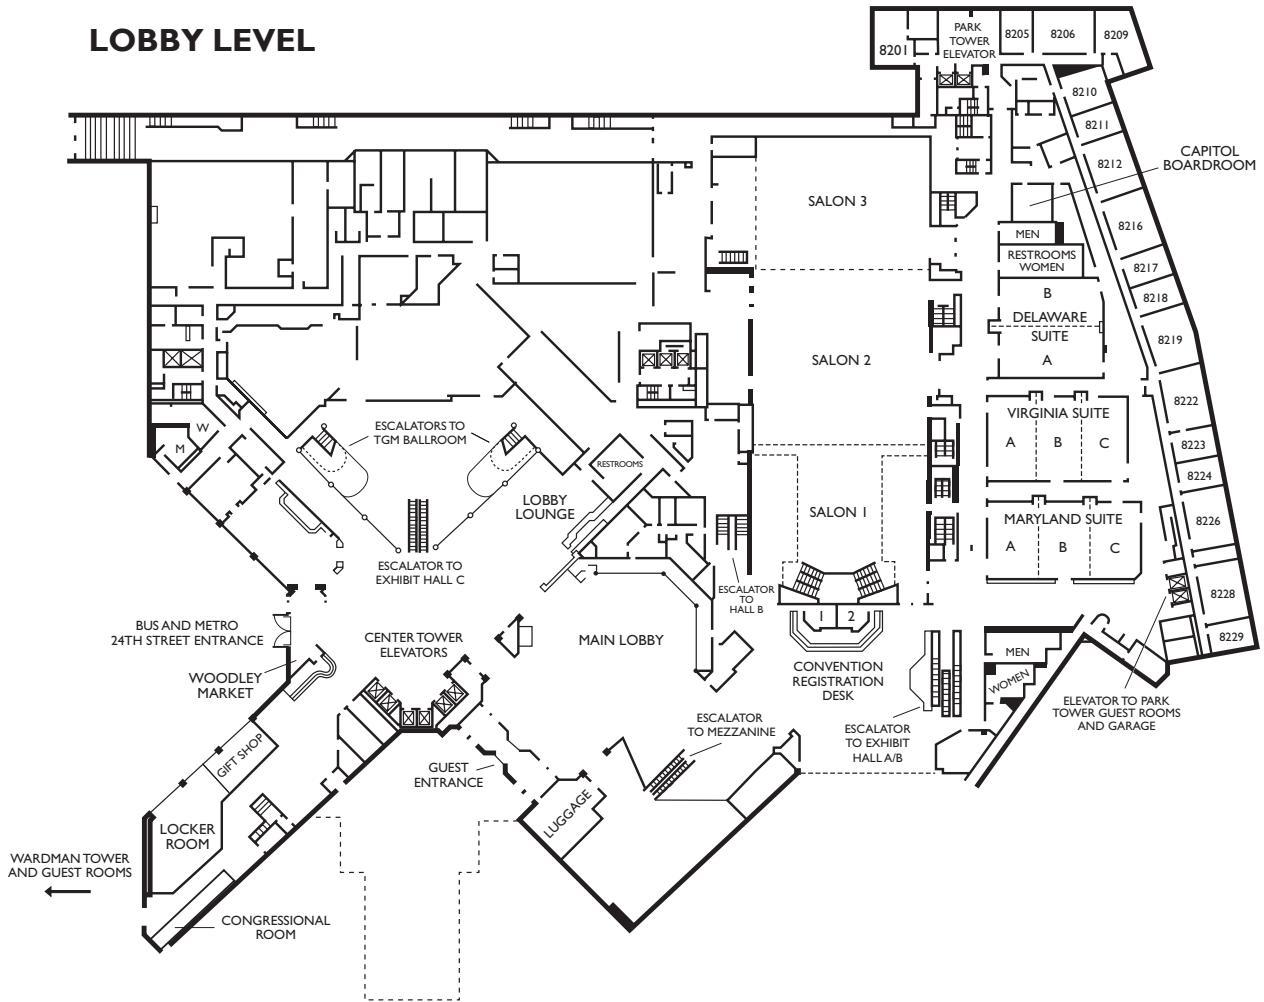 LOBBY LEVEL
8201
PARK
TOWER
ELEVATOR
8205
8206
8209
8210
8211
8212
CAPITOL
BOARDROOM
8216
8217
8218
8219
8222
8223
8224
8226
8228
8229
SALON 3
SALON 2
SALON 1
MEN
RESTROOMS
WOMEN
B
DELAWARE
SUITE
A
VIRGINIA SUITE
A B C
MARYLAND SUITE
A B C
ESCALATORS TO
TGM BALLROOM
W
M
RESTROOMS
LOBBY
LOUNGE
ESCALATOR TO
EXHIBIT HALL C
ESCALATOR
TO
HALL B
BUS AND METRO
24TH STREET ENTRANCE
CENTER TOWER
ELEVATORS
MAIN LOBBY
1 2
CONVENTION
REGISTRATION
DESK
MEN
WOMEN
WOODLEY
MARKET
ELEVATOR TO PARK
TOWER GUEST ROOMS
AND GARAGE
ESCALATOR
TO MEZZANINE
ESCALATOR
TO EXHIBIT
HALL A/B
GIFT SHOP
GUEST
ENTRANCE
LUGGAGE
LOCKER
ROOM
WARDMAN TOWER
AND GUEST ROOMS
CONGRESSIONAL
ROOM